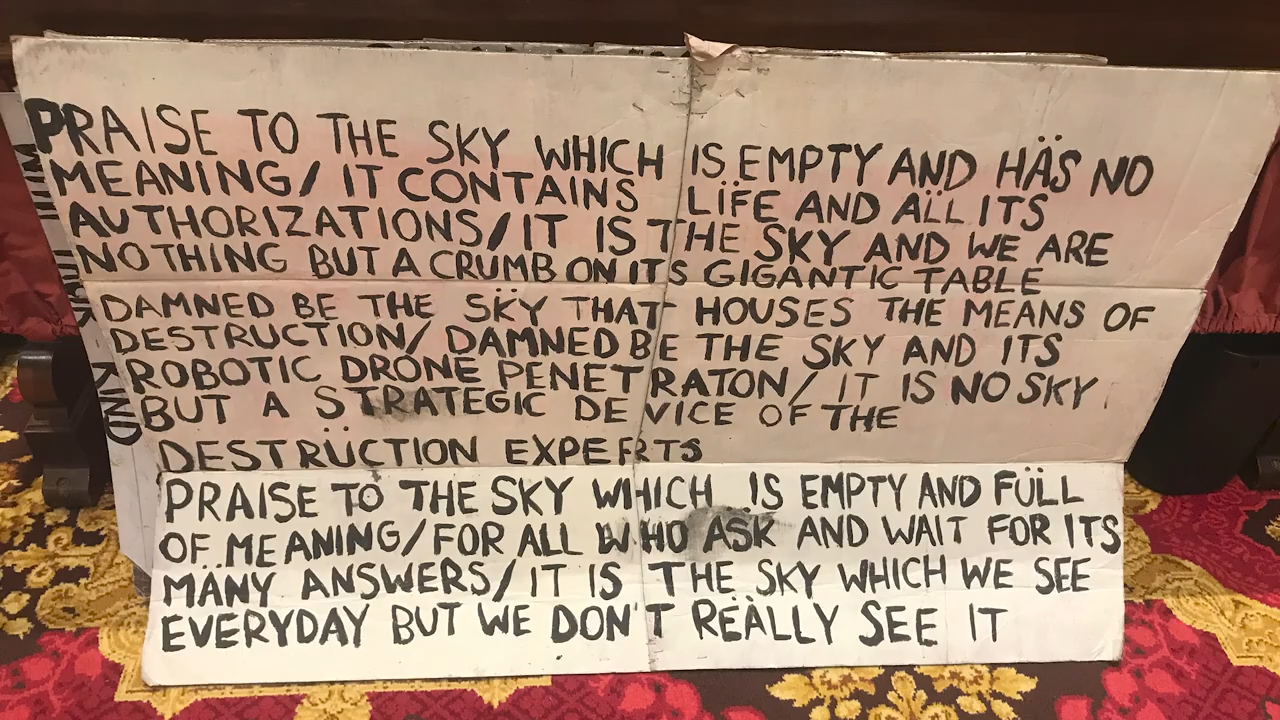 PRAISE TO THE SKY WHICH IS EMPTY AND HÄS NO
MEANING/ IT CONTAINS LÏFE AND ÄLL ITS
AUTHORIZATIONS/IT IS THE SKY AND WE ARE
NOTHING BUT A CRUMB ON ITS GIGANTIC TABLE
DAMNED BE THE SKY THAT HOUSES THE MEANS OF
DESTRUCTION/ DAMNED BE THE SKY AND ITS
ROBOTIC DRONE PENETRATON/ IT IS NO SKY
BUT A STRATEGIC DEVICE OF THE
DESTRÜCTION EXPERTS
PRAISE TO THE SKY WHICH IS EMPTY AND FÜLL
OF MEANING/FOR ALL WHO ASK AND WAIT FOR ITS
MÄNY ANSWERS/IT IS THE SKY WHICH WE SEE
EVERYDAY BUT WE DON'T REÄLLY SEE IT
KIND